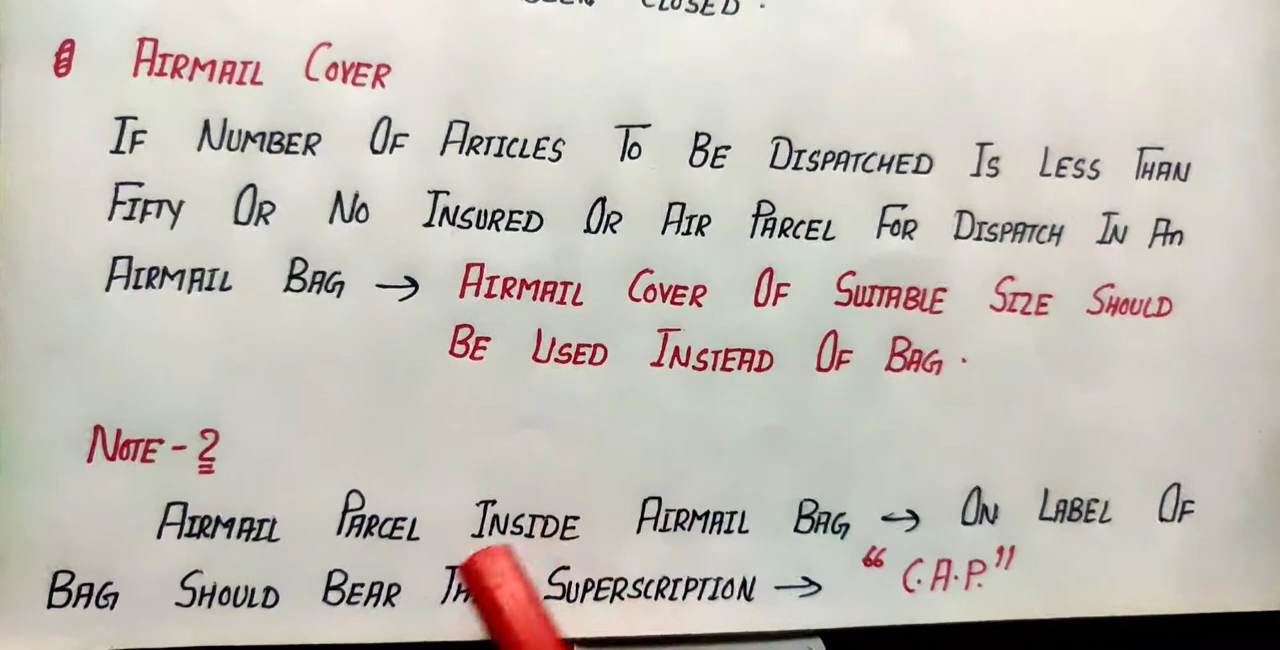 CLOSED.
AIRMAIL COVER
IF NUMBER OF ARTICLES TO BE DISPATCHED IS LESS THAN
FIFTY OR NO INSURED OR AIR PARCEL FOR DISPATCH IN AN
AIRMAIL BAG → AIRMAIL COVER OF SUITABLE SIZE SHOULD
BE USED INSTEAD OF BAG.
NOTE - 2
AIRMAIL PARCEL INSIDE AIRMAIL BAG → ON LABEL OF
BAG SHOULD BEAR SUPERSCRIPTION → "C.A.P."